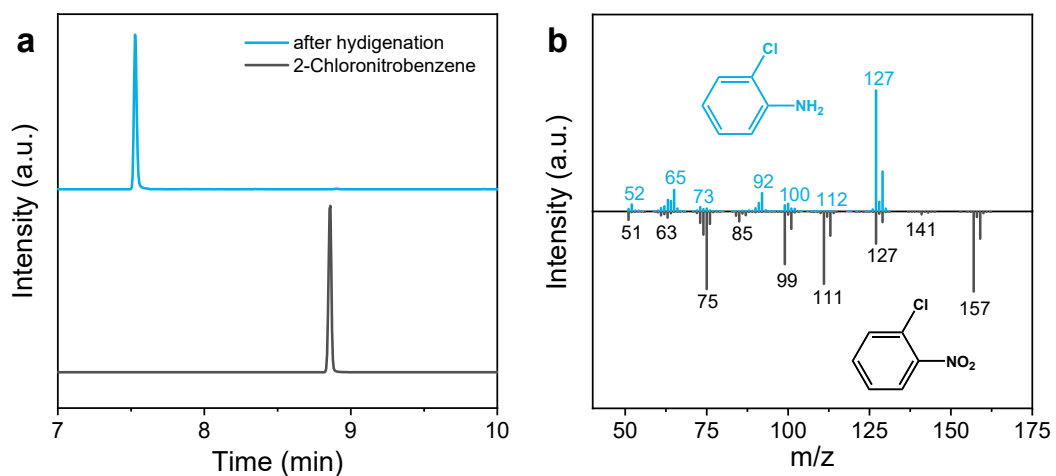 a
after hydigenation
2-Chloronitrobenzene
Intensity (a.u.)
7
8
9
10
Time (min)
b
Cl
NH₂
127
52
65
73
92
100
112
51
63
75
85
99
111
127
141
157
Cl
NO₂
Intensity (a.u.)
50
75
100
125
150
175
m/z